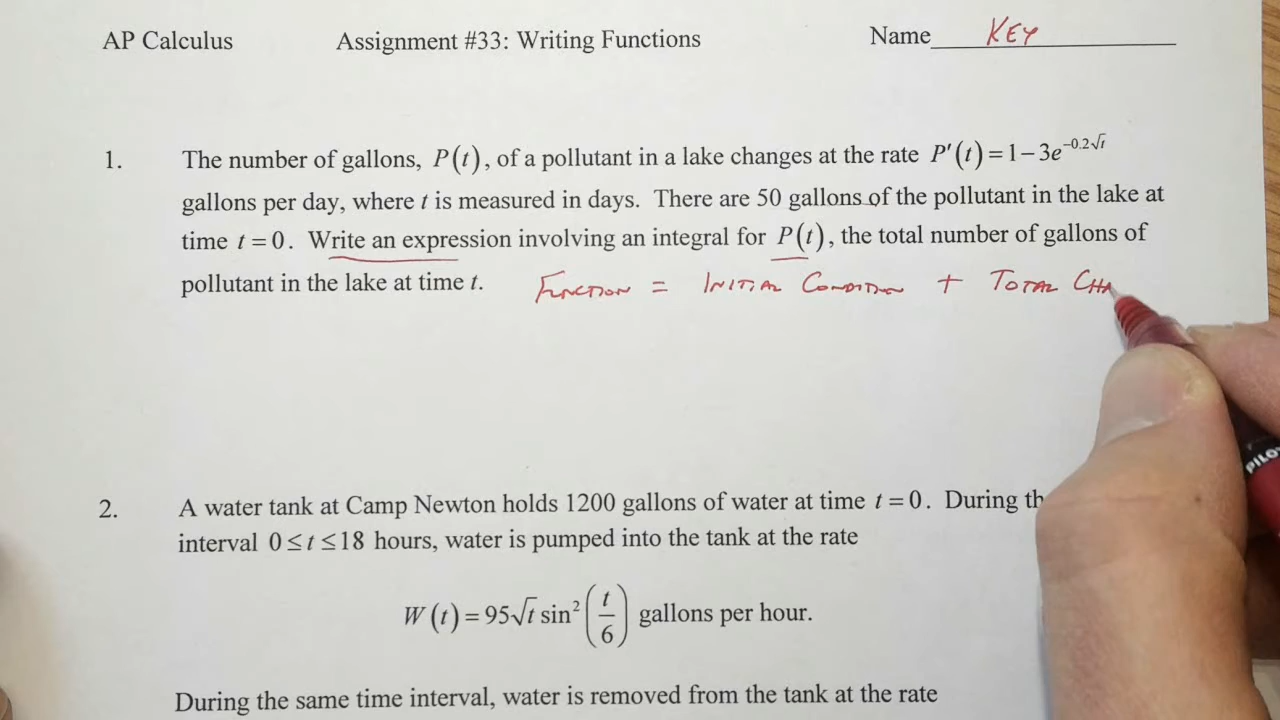 AP Calculus Assignment #33: Writing Functions Name KEY
1. The number of gallons, P(t), of a pollutant in a lake changes at the rate P′(t) = 1 − 3e^(−0.2√t)
gallons per day, where t is measured in days. There are 50 gallons of the pollutant in the lake at
time t = 0. Write an expression involving an integral for P(t), the total number of gallons of
pollutant in the lake at time t. FUNCTION = INITIAL CONDITION + TOTAL CHA
2. A water tank at Camp Newton holds 1200 gallons of water at time t = 0. During th
interval 0 ≤ t ≤ 18 hours, water is pumped into the tank at the rate
W(t) = 95√t sin²(t/6) gallons per hour.
During the same time interval, water is removed from the tank at the rate
PILO